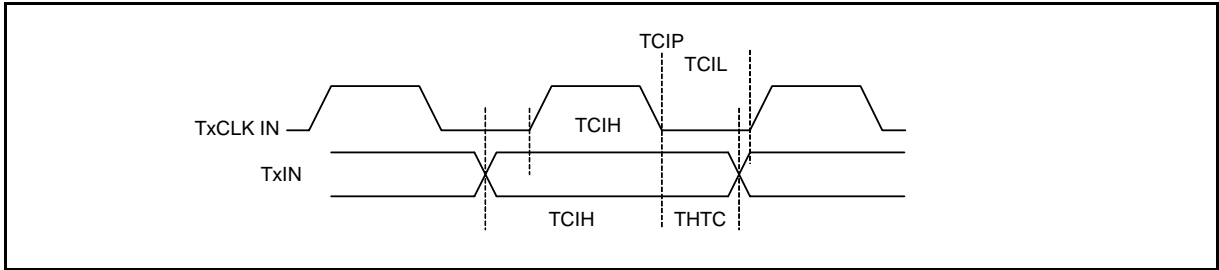 TCIP
TCIL
TxCLK IN
TCIH
TxIN
TCIH
THTC